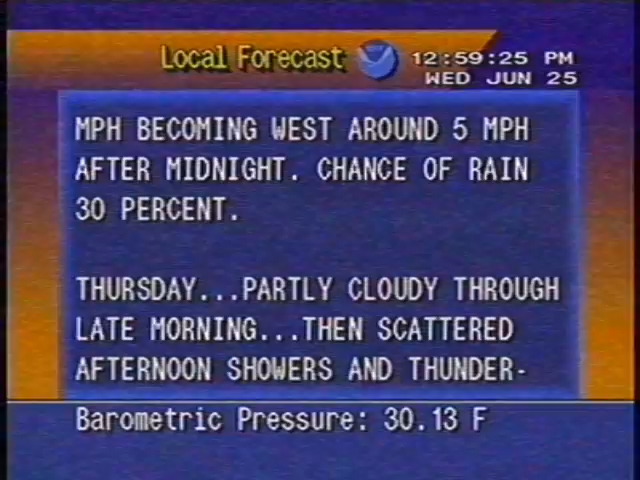 Local Forecast
12:59:25 PM
WED JUN 25
MPH BECOMING WEST AROUND 5 MPH
AFTER MIDNIGHT. CHANCE OF RAIN
30 PERCENT.
THURSDAY...PARTLY CLOUDY THROUGH
LATE MORNING...THEN SCATTERED
AFTERNOON SHOWERS AND THUNDER-
Barometric Pressure: 30.13 F